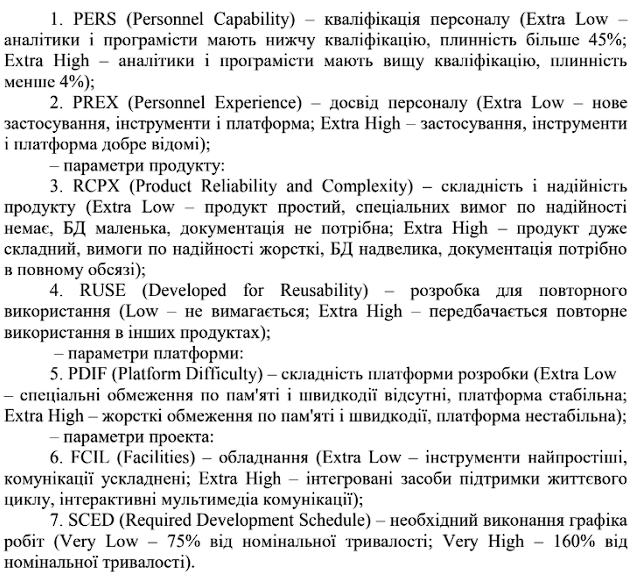 1. PERS (Personnel Capability) – кваліфікація персоналу (Extra Low –
аналітики і програмісти мають нижчу кваліфікацію, плинність більше 45%;
Extra High – аналітики і програмісти мають вищу кваліфікацію, плинність
менше 4%);
2. PREX (Personnel Experience) – досвід персоналу (Extra Low – нове
застосування, інструменти і платформа; Extra High – застосування, інструменти
і платформа добре відомі);
– параметри продукту:
3. RCPX (Product Reliability and Complexity) – складність і надійність
продукту (Extra Low – продукт простий, спеціальних вимог по надійності
немає, БД маленька, документація не потрібна; Extra High – продукт дуже
складний, вимоги по надійності жорсткі, БД надвелика, документація потрібно
в повному обсязі);
4. RUSE (Developed for Reusability) – розробка для повторного
використання (Low – не вимагається; Extra High – передбачається повторне
використання в інших продуктах);
– параметри платформи:
5. PDIF (Platform Difficulty) – складність платформи розробки (Extra Low
– спеціальні обмеження по пам'яті і швидкодії відсутні, платформа стабільна;
Extra High – жорсткі обмеження по пам'яті і швидкодії, платформа нестабільна);
– параметри проекта:
6. FCIL (Facilities) – обладнання (Extra Low – інструменти найпростіші,
комунікації ускладнені; Extra High – інтегровані засоби підтримки життєвого
циклу, інтерактивні мультимедіа комунікації);
7. SCED (Required Development Schedule) – необхідний виконання графіка
робіт (Very Low – 75% від номінальної тривалості; Very High – 160% від
номінальної тривалості).